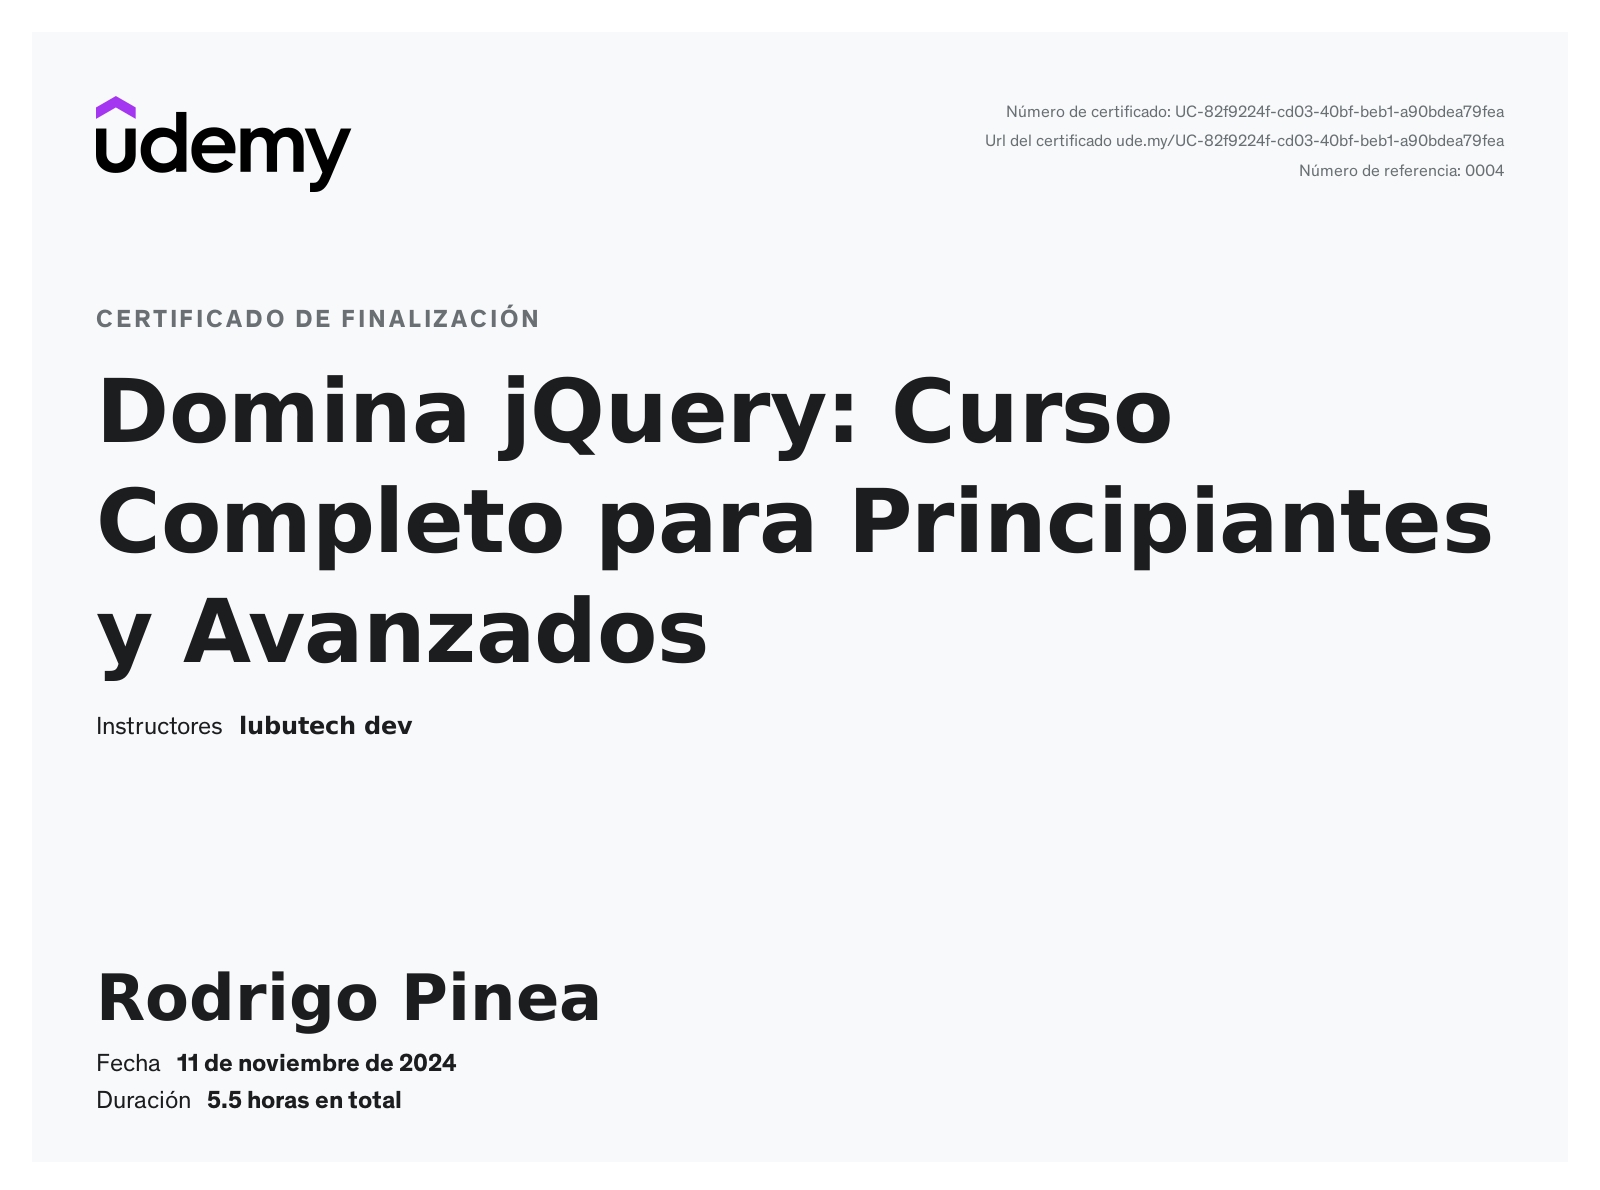 udemy
Número de certificado: UC-82f9224f-cd03-40bf-beb1-a90bdea79fea
Url del certificado ude.my/UC-82f9224f-cd03-40bf-beb1-a90bdea79fea
Número de referencia: 0004
CERTIFICADO DE FINALIZACIÓN
Domina jQuery: Curso
Completo para Principiantes
y Avanzados
Instructores lubutech dev
Rodrigo Pinea
Fecha 11 de noviembre de 2024
Duración 5.5 horas en total